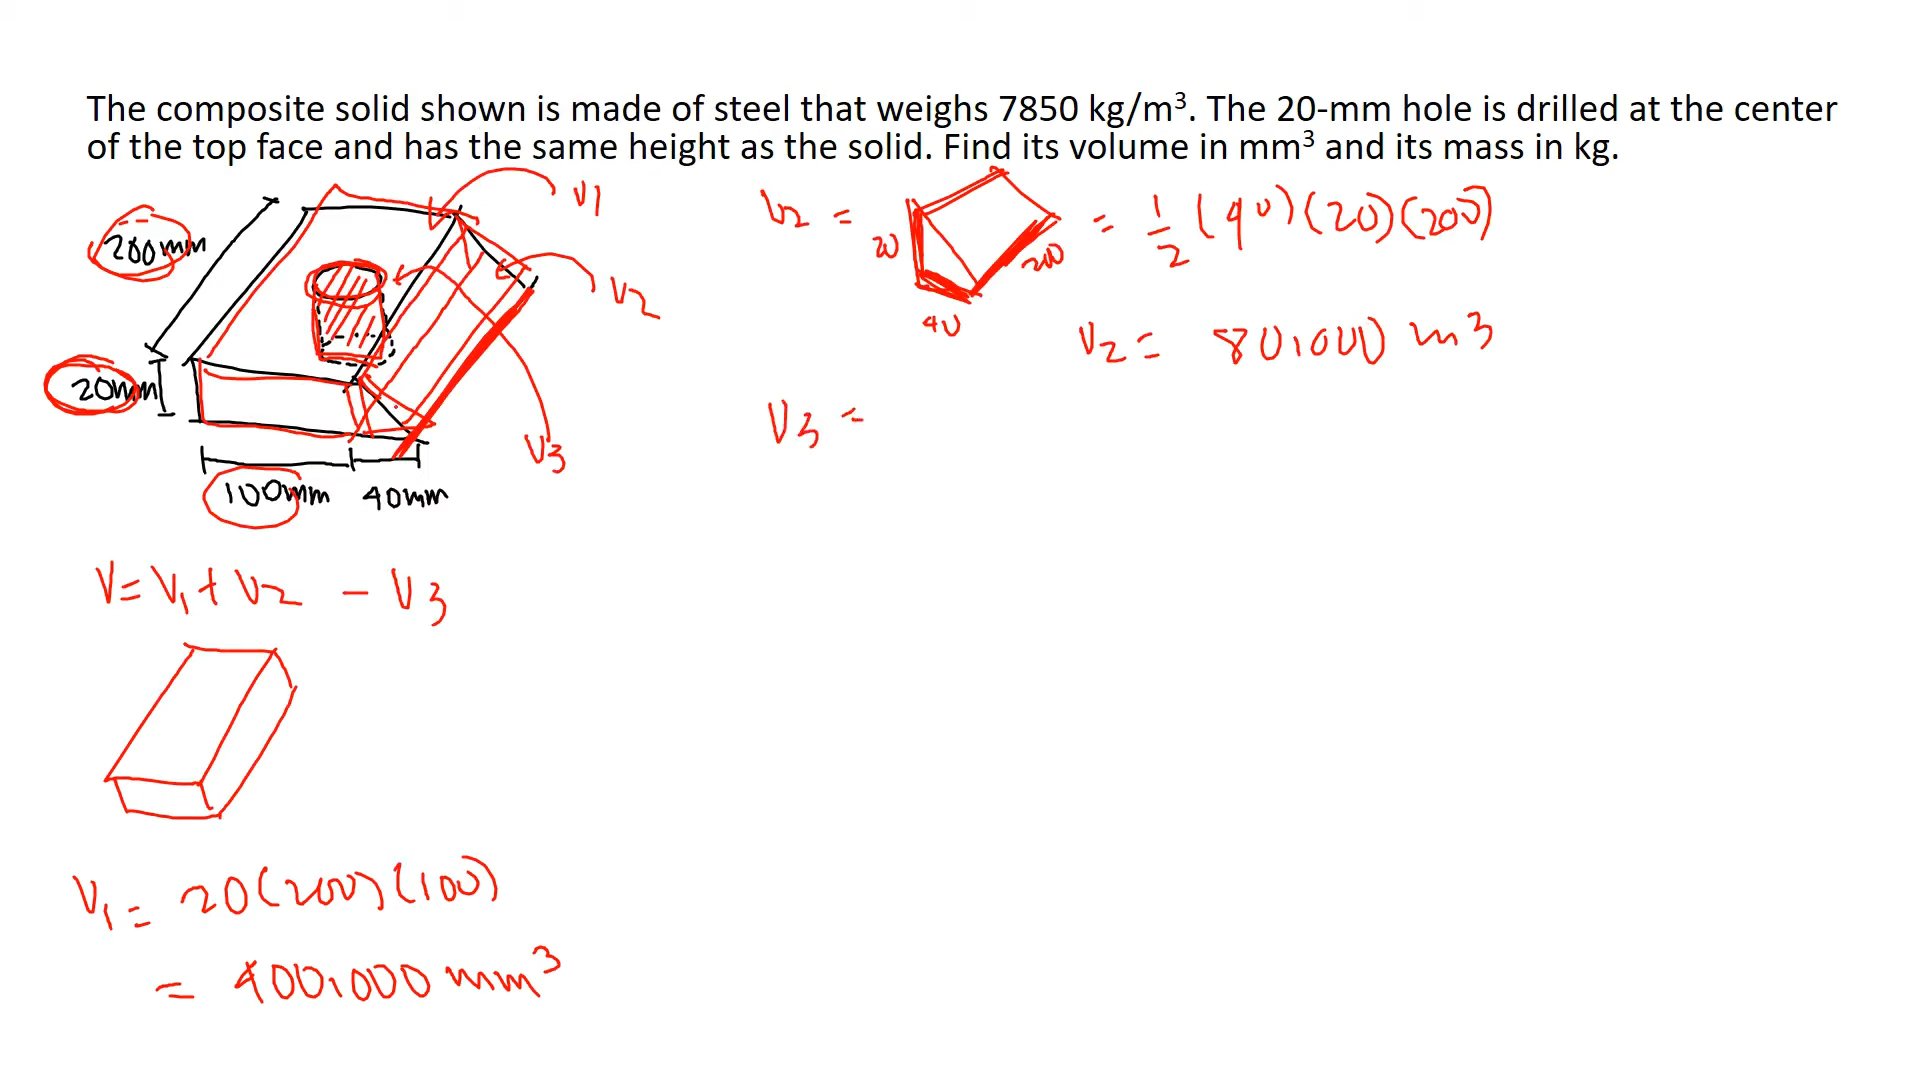 The composite solid shown is made of steel that weighs 7850 kg/m³. The 20-mm hole is drilled at the center
of the top face and has the same height as the solid. Find its volume in mm³ and its mass in kg.
200mm
20mm
100mm
40mm
V1
V2
V3
V = V₁ + V2 - V3
V₁ = 20(200)(100)
= 400,000 mm³
V2 =
20
40
200
= 1/2 (40)(20)(200)
V2 = 80,000 m3
V3 =